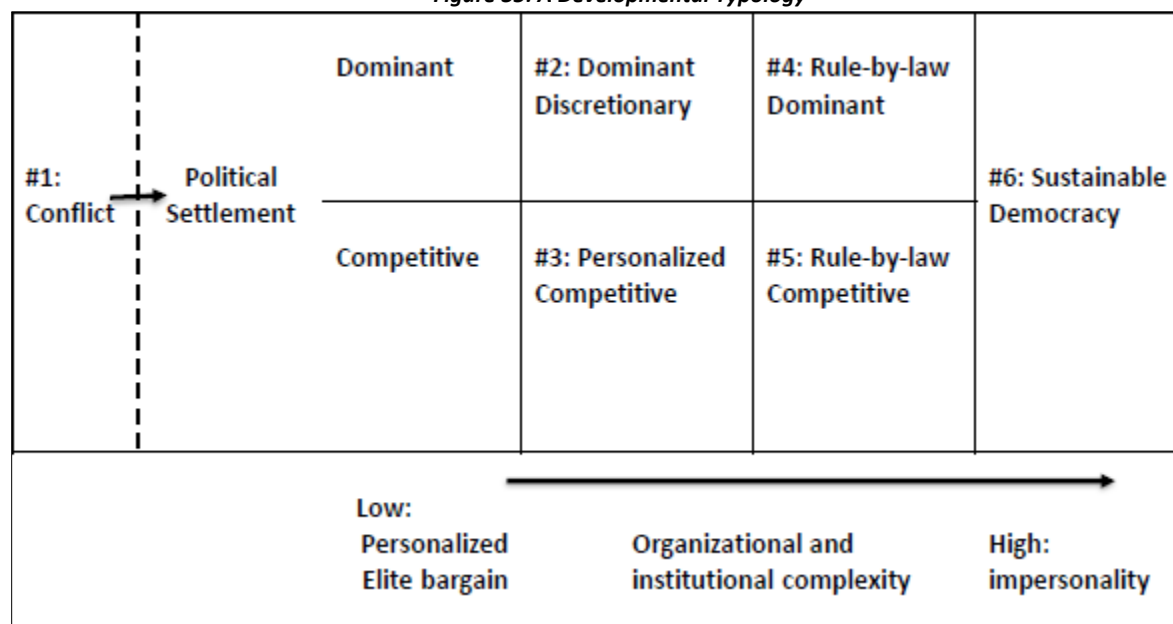 Figure S3: A Developmental Typology
Dominant
#2: Dominant
Discretionary
#4: Rule-by-law
Dominant
#1:
Conflict
Political
Settlement
#6: Sustainable
Democracy
Competitive
#3: Personalized
Competitive
#5: Rule-by-law
Competitive
Low:
Personalized
Elite bargain
Organizational and
institutional complexity
High:
impersonality